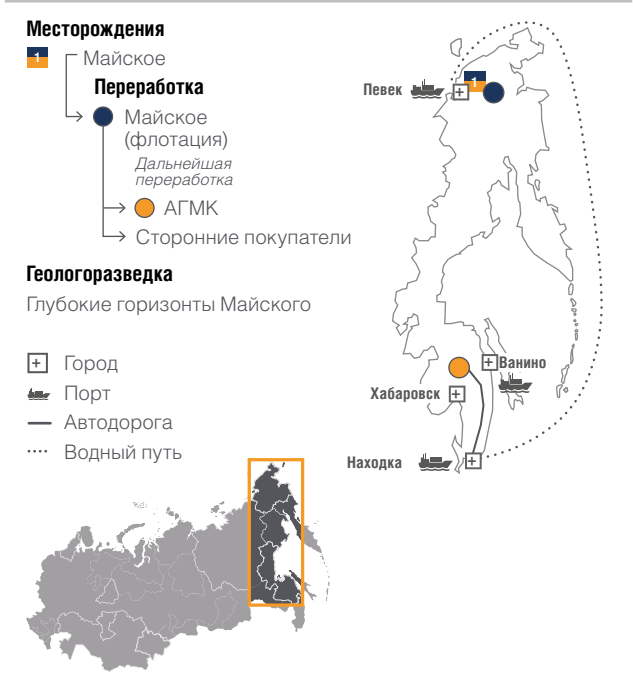 Месторождения
1 Майское
Переработка
Майское
(флотация)
Дальнейшая
переработка
АГМК
Сторонние покупатели
Геологоразведка
Глубокие горизонты Майского
Город
Порт
Автодорога
Водный путь
Певек
1
Ванино
Хабаровск
Находка